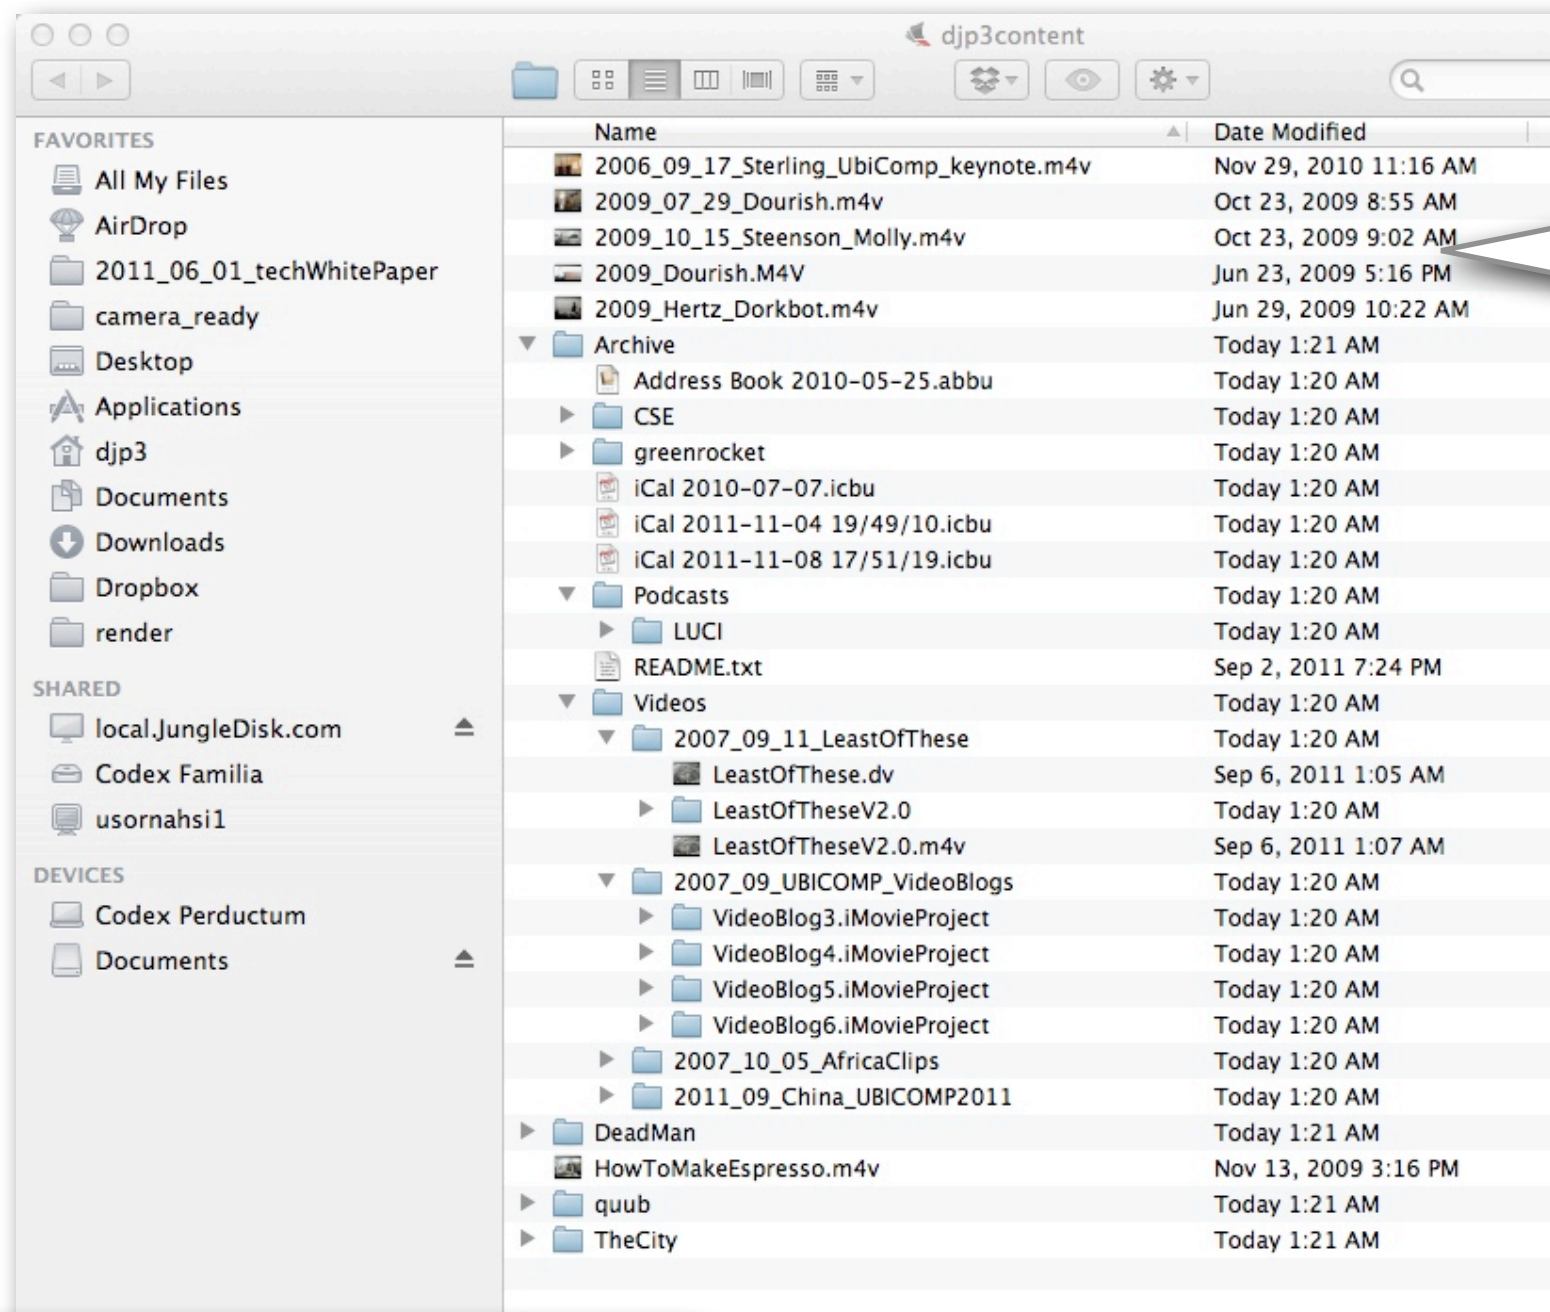 djp3content
FAVORITES
All My Files
AirDrop
2011_06_01_techWhitePaper
camera_ready
Desktop
Applications
djp3
Documents
Downloads
Dropbox
render
SHARED
local.JungleDisk.com
Codex Familia
usornahsi1
DEVICES
Codex Perductum
Documents
Name Date Modified
2006_09_17_Sterling_UbiComp_keynote.m4v Nov 29, 2010 11:16 AM
2009_07_29_Dourish.m4v Oct 23, 2009 8:55 AM
2009_10_15_Steenson_Molly.m4v Oct 23, 2009 9:02 AM
2009_Dourish.M4V Jun 23, 2009 5:16 PM
2009_Hertz_Dorkbot.m4v Jun 29, 2009 10:22 AM
Archive Today 1:21 AM
Address Book 2010-05-25.abbu Today 1:20 AM
CSE Today 1:20 AM
greenrocket Today 1:20 AM
iCal 2010-07-07.icbu Today 1:20 AM
iCal 2011-11-04 19/49/10.icbu Today 1:20 AM
iCal 2011-11-08 17/51/19.icbu Today 1:20 AM
Podcasts Today 1:20 AM
LUCI Today 1:20 AM
README.txt Sep 2, 2011 7:24 PM
Videos Today 1:20 AM
2007_09_11_LeastOfThese Today 1:20 AM
LeastOfThese.dv Sep 6, 2011 1:05 AM
LeastOfTheseV2.0 Today 1:20 AM
LeastOfTheseV2.0.m4v Sep 6, 2011 1:07 AM
2007_09_UBICOMP_VideoBlogs Today 1:20 AM
VideoBlog3.iMovieProject Today 1:20 AM
VideoBlog4.iMovieProject Today 1:20 AM
VideoBlog5.iMovieProject Today 1:20 AM
VideoBlog6.iMovieProject Today 1:20 AM
2007_10_05_AfricaClips Today 1:20 AM
2011_09_China_UBICOMP2011 Today 1:20 AM
DeadMan Today 1:21 AM
HowToMakeEspresso.m4v Nov 13, 2009 3:16 PM
quub Today 1:21 AM
TheCity Today 1:21 AM